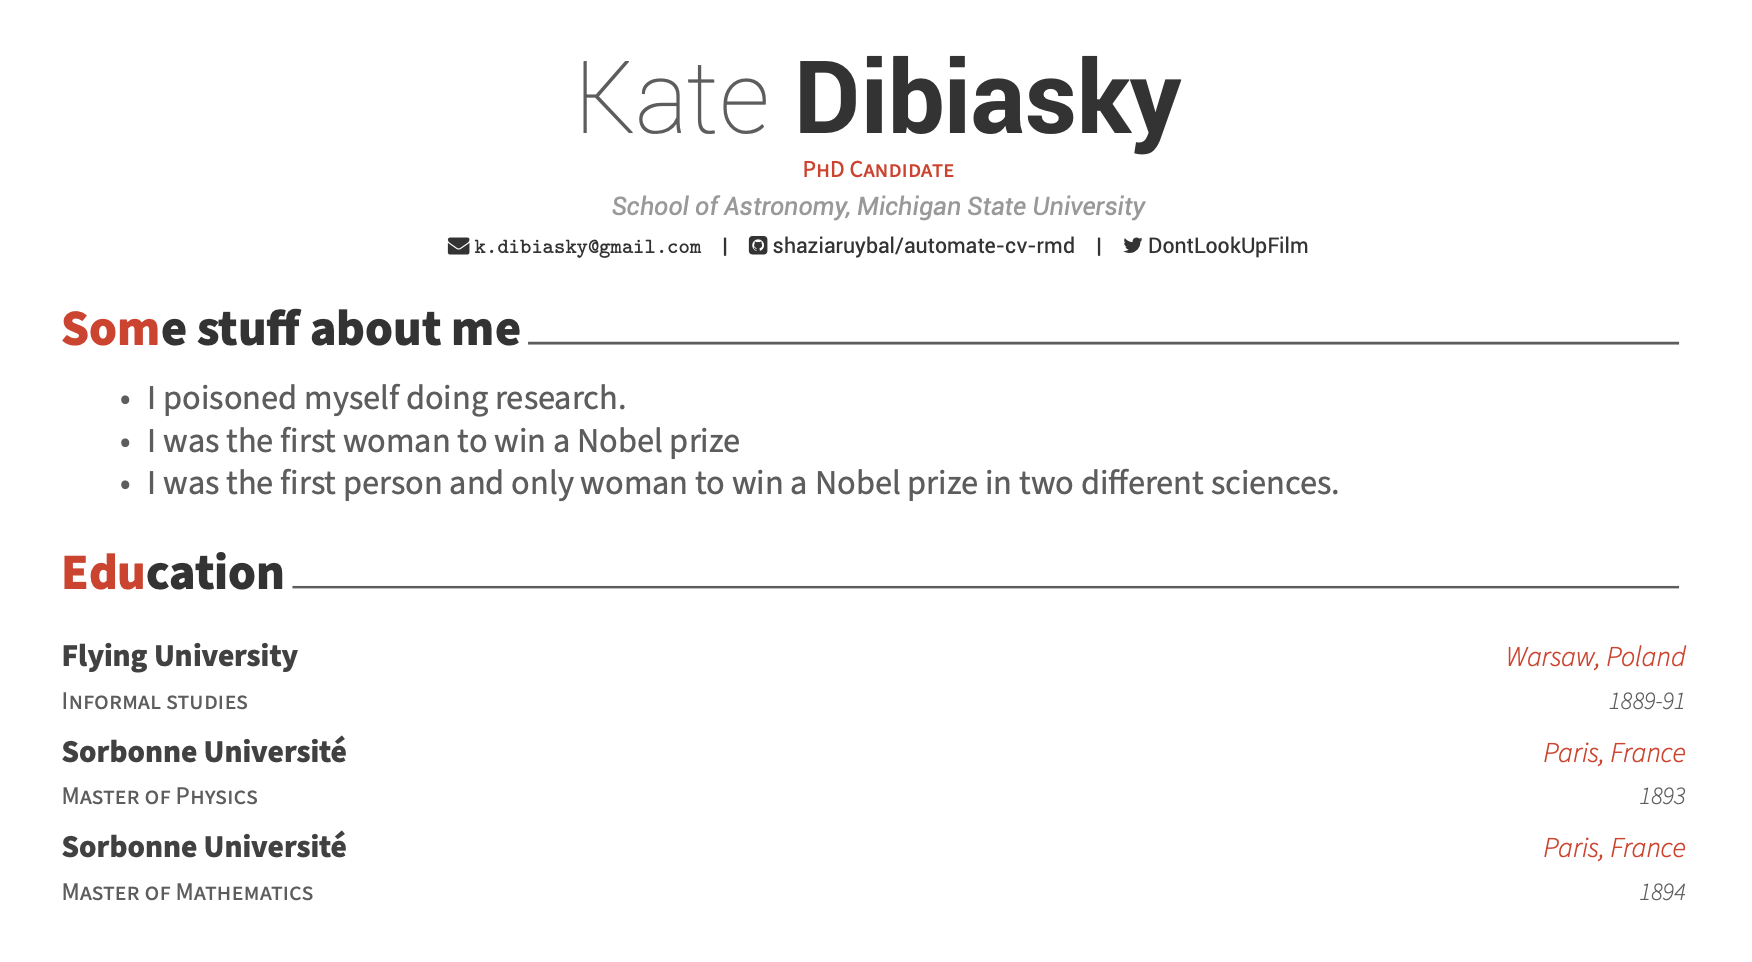 Kate Dibiasky
PhD Candidate
School of Astronomy, Michigan State University
k.dibiasky@gmail.com | shaziaruybal/automate-cv-rmd | DontLookUpFilm
Some stuff about me
• I poisoned myself doing research.
• I was the first woman to win a Nobel prize
• I was the first person and only woman to win a Nobel prize in two different sciences.
Education
Flying University Warsaw, Poland
Informal studies 1889-91
Sorbonne Université Paris, France
Master of Physics 1893
Sorbonne Université Paris, France
Master of Mathematics 1894